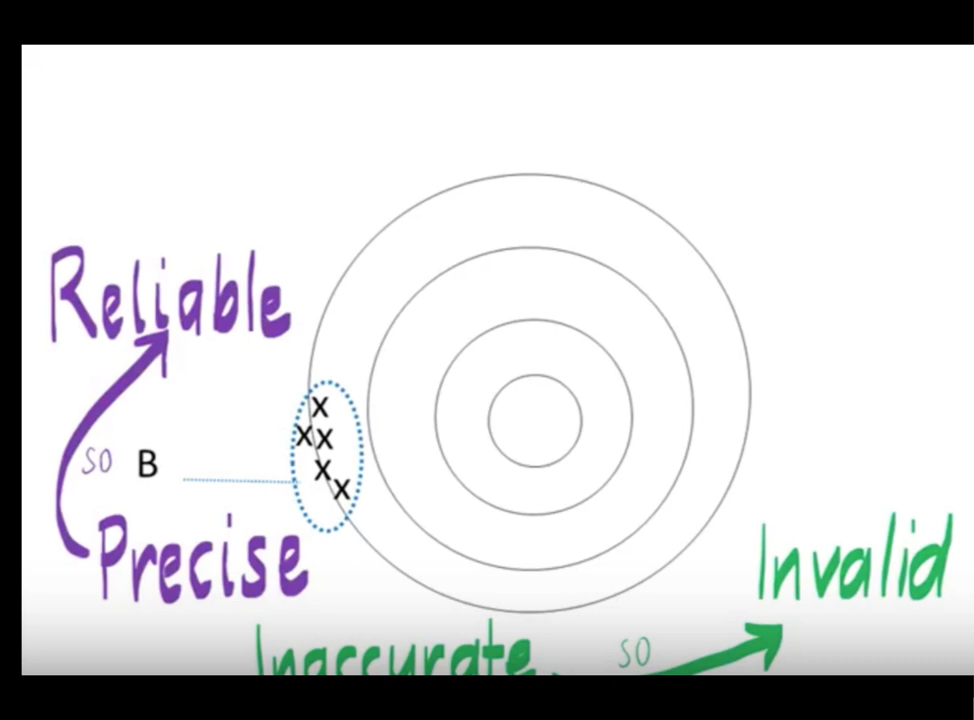 Reliable
X
X X
so B
X
X
Precise
Invalid
Inaccurate so